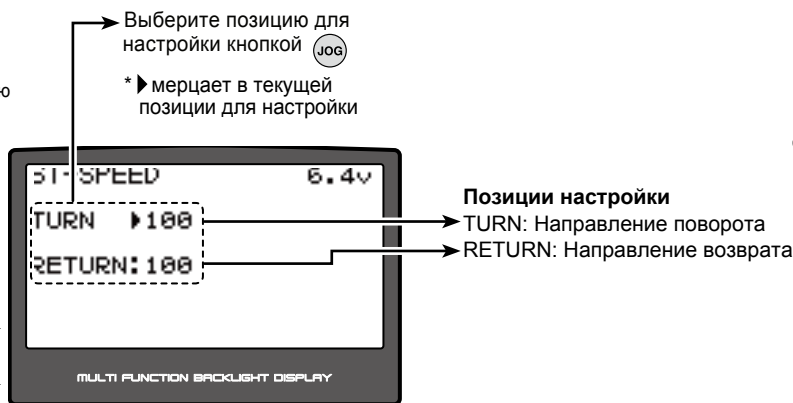 Выберите позицию для
настройки кнопкой JOG
* мерцает в текущей
позиции для настройки
ю
ST-SPEED 6.4v
TURN ▶100
RETURN:100
Позиции настройки
TURN: Направление поворота
RETURN: Направление возврата
MULTI FUNCTION BACKLIGHT DISPLAY